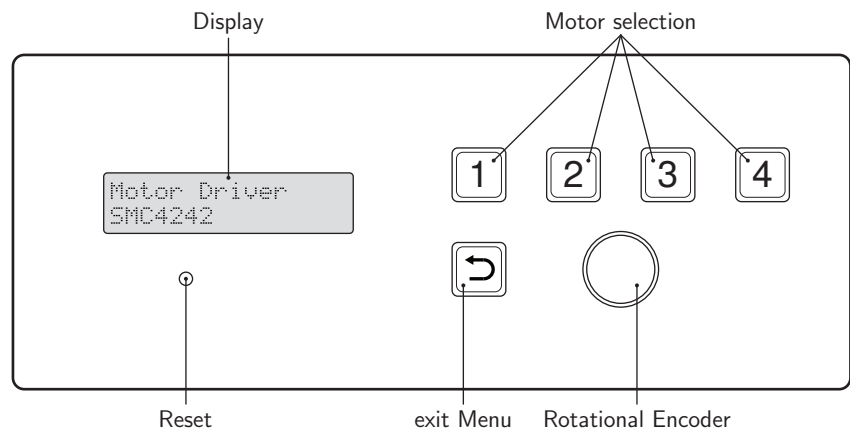 Display Motor selection
1 2 3 4
Motor Driver
SMC4242
Reset exit Menu Rotational Encoder